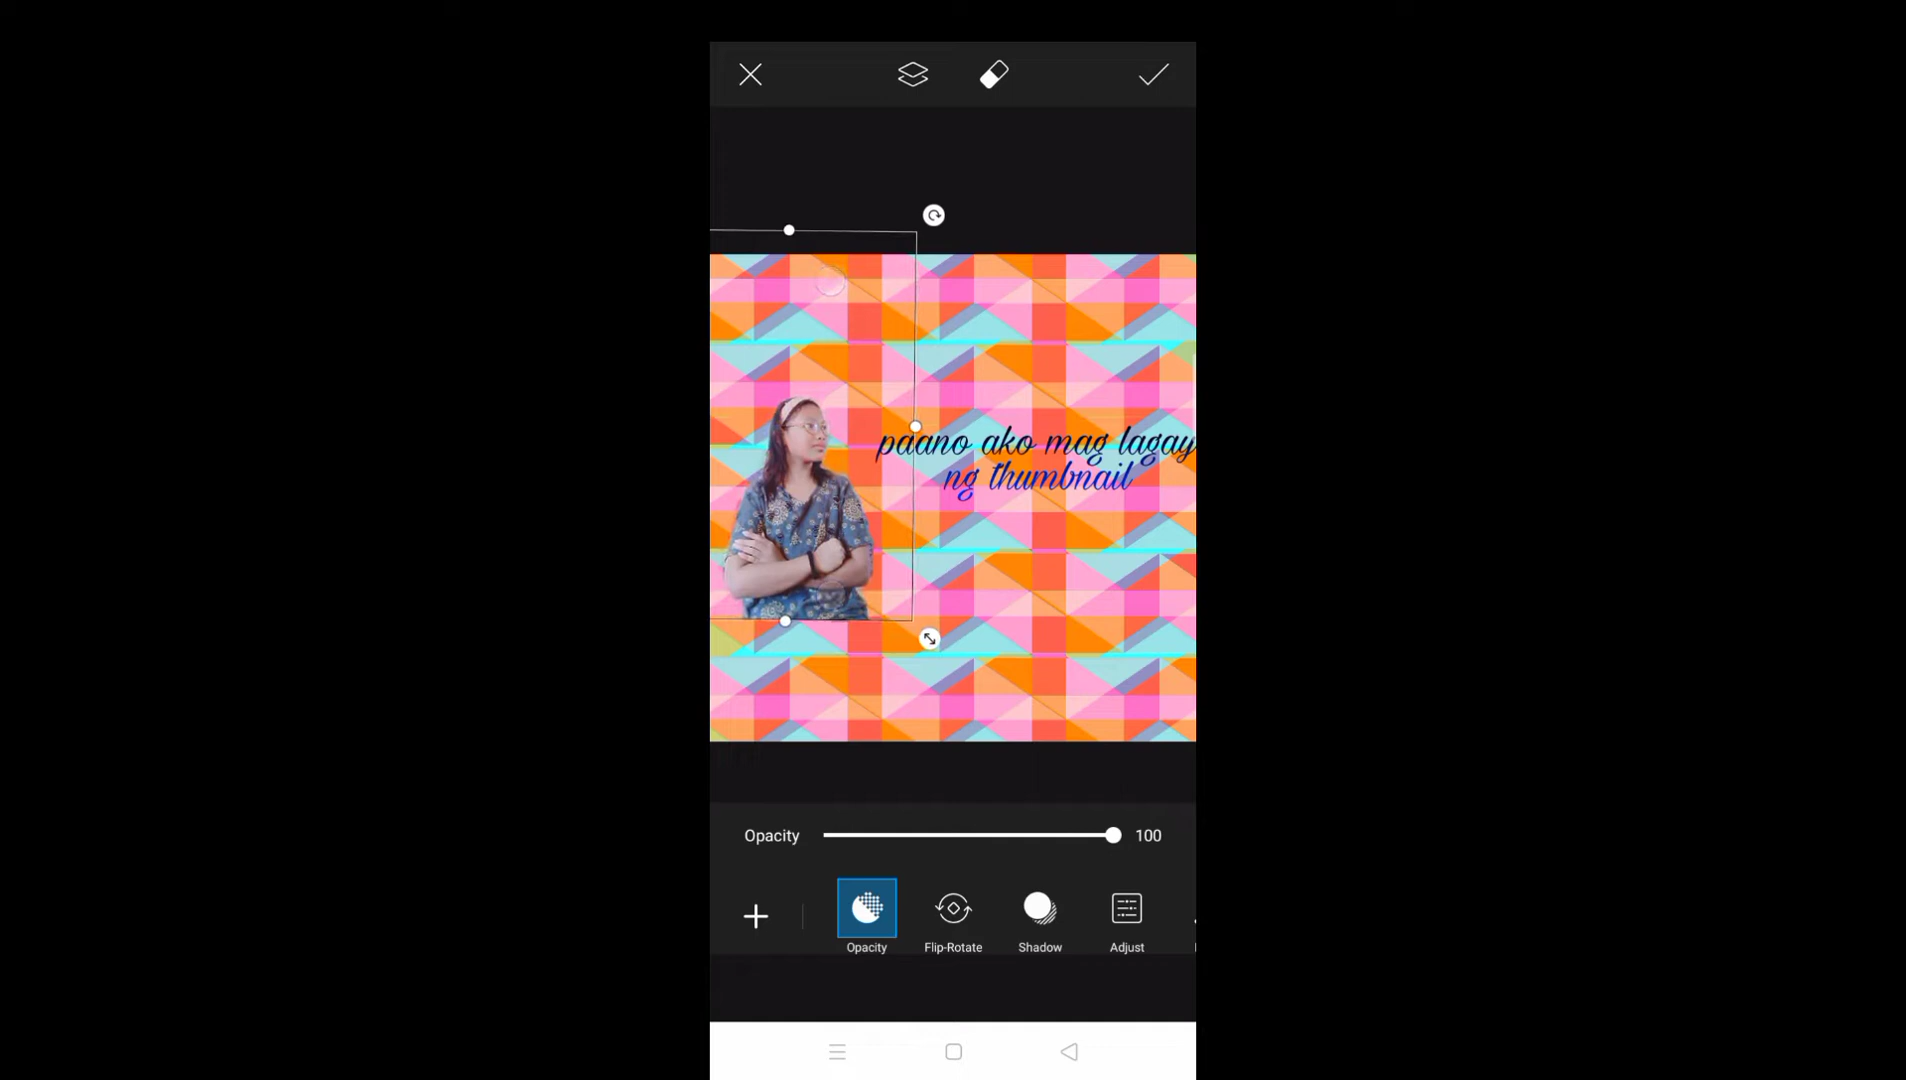 paano ako mag lagay
ng thumbnail
Opacity
100
Opacity
Flip-Rotate
Shadow
Adjust